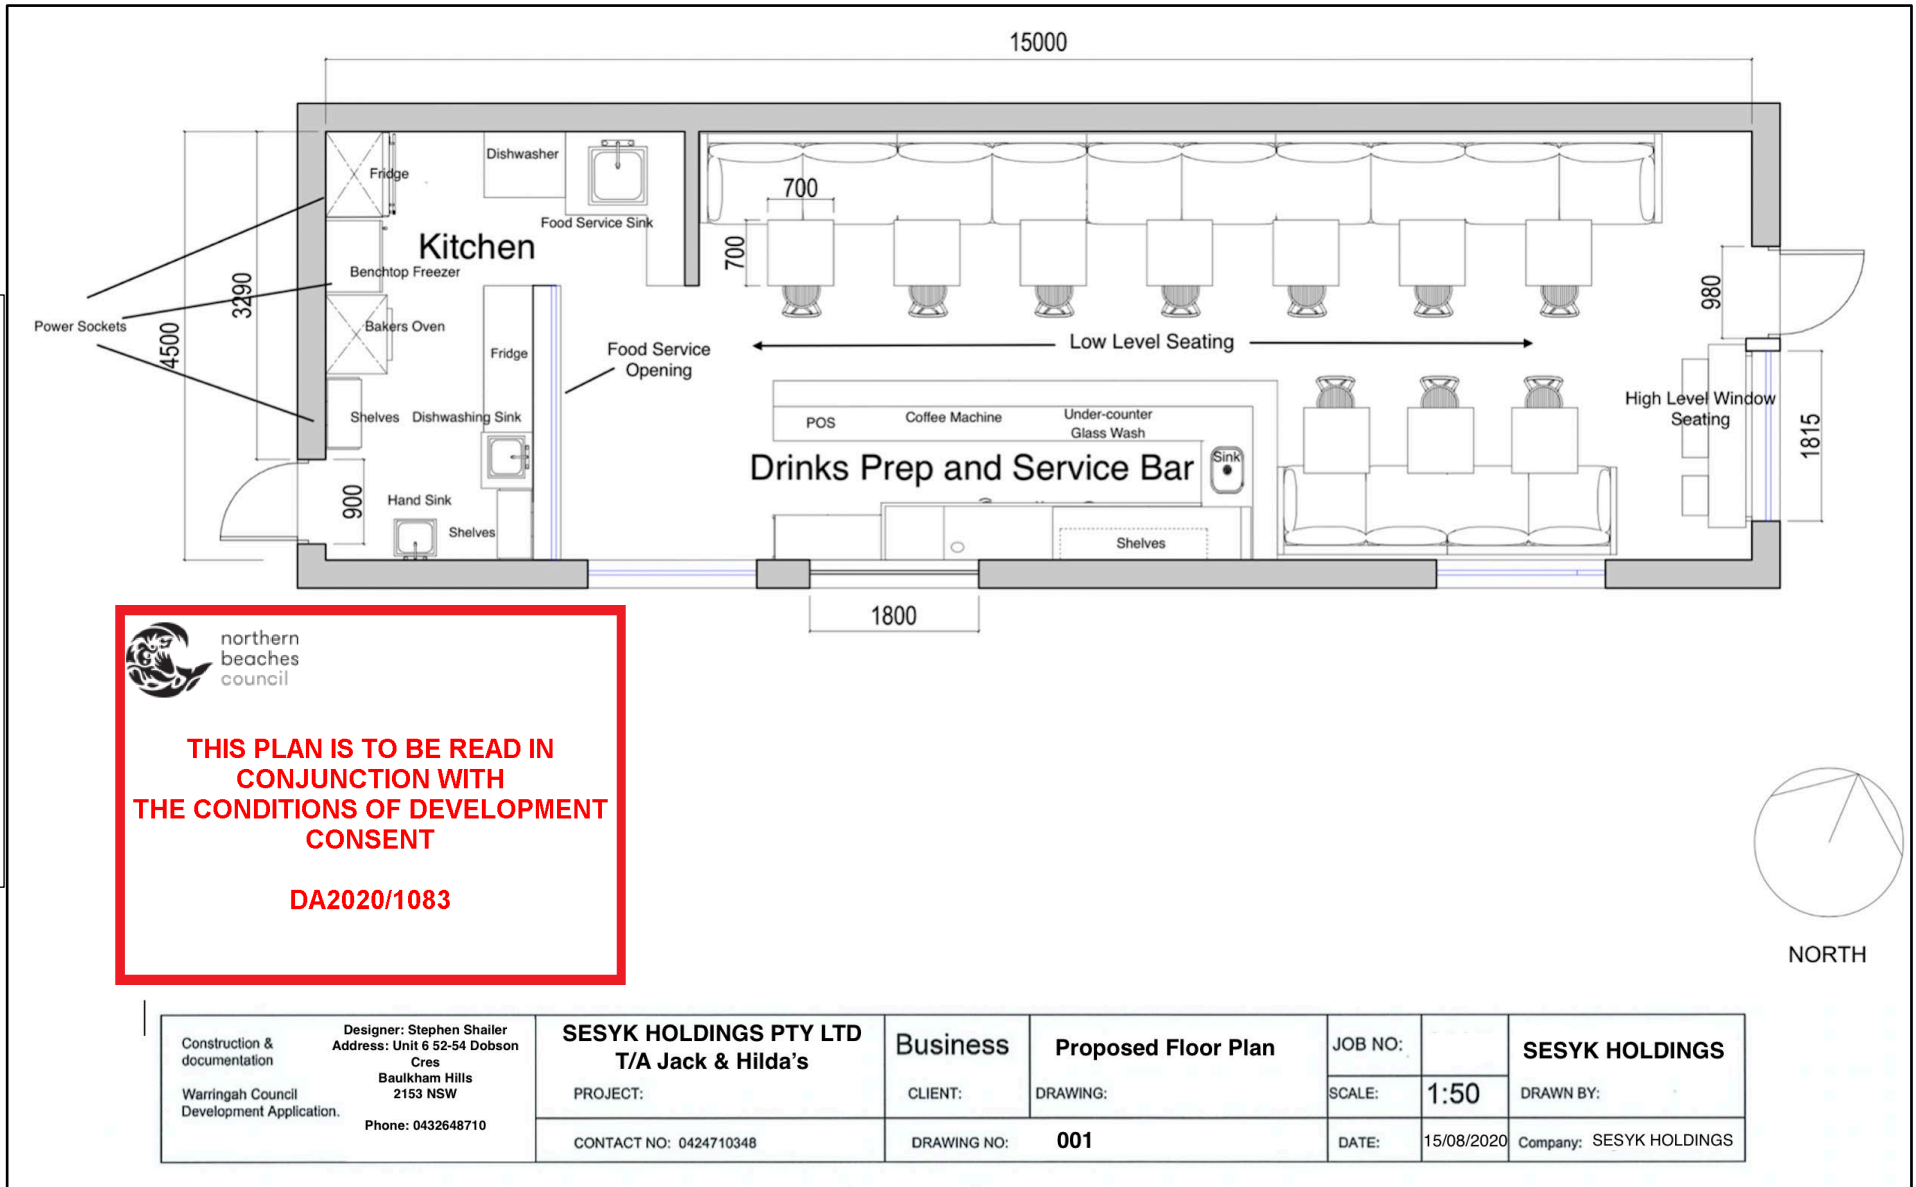 15000
Dishwasher
Fridge
700
Food Service Sink
Kitchen
700
Benchtop Freezer
980
3290
Power Sockets
Bakers Oven
4500
Low Level Seating
Food Service
Opening
Fridge
High Level Window
Seating
Shelves
Dishwashing Sink
POS
Coffee Machine
Under-counter
Glass Wash
1815
Drinks Prep and Service Bar
Sink
900
Hand Sink
Shelves
Shelves
1800
northern
beaches
council
THIS PLAN IS TO BE READ IN
CONJUNCTION WITH
THE CONDITIONS OF DEVELOPMENT
CONSENT
DA2020/1083
NORTH
Construction &
documentation
Warringah Council
Development Application.
Designer: Stephen Shailer
Address: Unit 6 52-54 Dobson
Cres
Baulkham Hills
2153 NSW
Phone: 0432648710
SESYK HOLDINGS PTY LTD
T/A Jack & Hilda's
PROJECT:
CONTACT NO: 0424710348
Business
CLIENT:
Proposed Floor Plan
DRAWING:
DRAWING NO: 001
JOB NO:
SCALE: 1:50
DATE: 15/08/2020
SESYK HOLDINGS
DRAWN BY:
Company: SESYK HOLDINGS